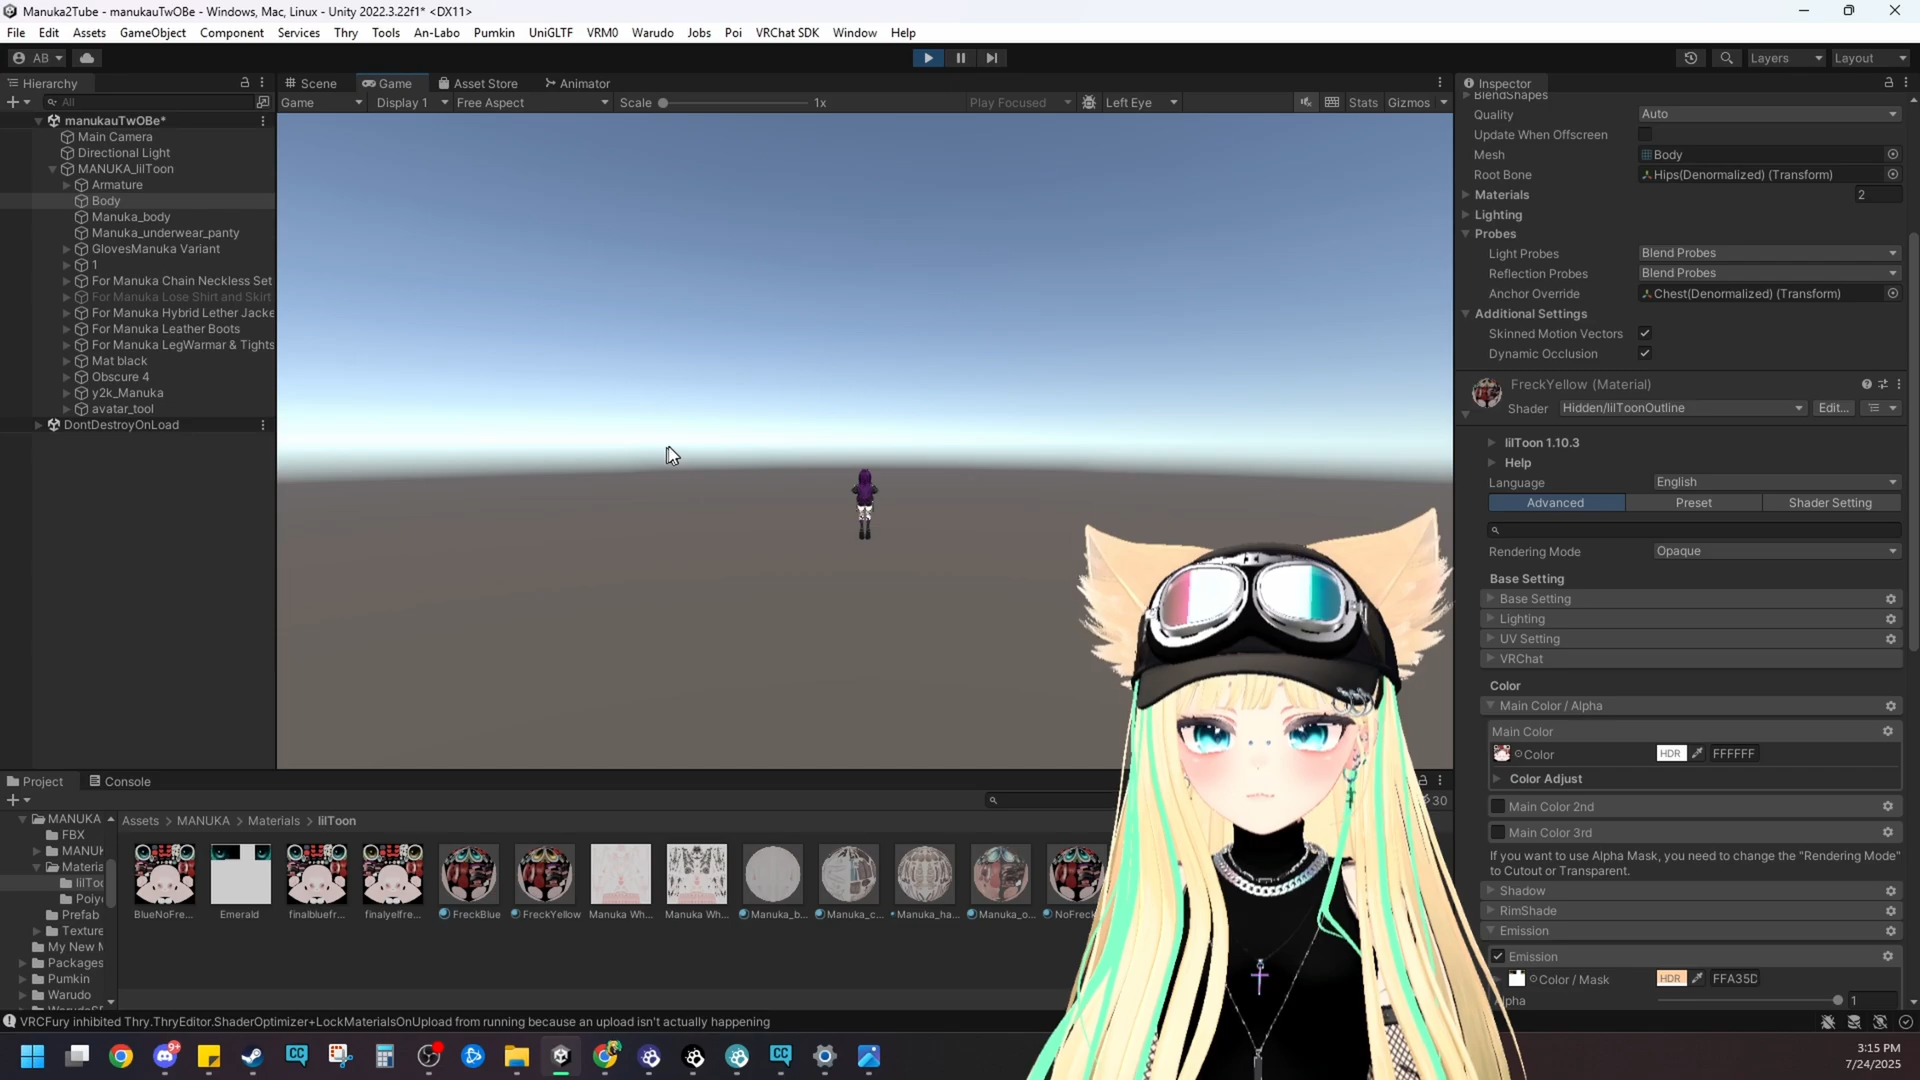 Manuka2Tube - manukauTwOBe - Windows, Mac, Linux - Unity 2022.3.22f1* <DX11>
File Edit Assets GameObject Component Services Thry Tools An-Labo Pumkin UniGLTF VRM0 Warudo Jobs Poi VRChat SDK Window Help
AB Layers Layout
Hierarchy Scene Game Asset Store Animator Inspector
All Game Display 1 Free Aspect Scale 1x Play Focused Left Eye Stats Gizmos
BlendShapes
manukauTwOBe*
Main Camera
Directional Light
MANUKA_lilToon
Armature
Body
Manuka_body
Manuka_underwear_panty
GlovesManuka Variant
1
For Manuka Chain Neckless Set
For Manuka Lose Shirt and Skirt
For Manuka Hybrid Lether Jacke
For Manuka Leather Boots
For Manuka LegWarmar & Tights
Mat black
Obscure 4
y2k_Manuka
avatar_tool
DontDestroyOnLoad
Quality Auto
Update When Offscreen
Mesh Body
Root Bone Hips(Denormalized) (Transform)
Materials 2
Lighting
Probes
Light Probes Blend Probes
Reflection Probes Blend Probes
Anchor Override Chest(Denormalized) (Transform)
Additional Settings
Skinned Motion Vectors
Dynamic Occlusion
FreckYellow (Material)
Shader Hidden/lilToonOutline Edit...
lilToon 1.10.3
Help
Language English
Advanced Preset Shader Setting
Rendering Mode Opaque
Base Setting
Base Setting
Lighting
UV Setting
VRChat
Color
Main Color / Alpha
Main Color
Color HDR FFFFFF
Color Adjust
Main Color 2nd
Main Color 3rd
If you want to use Alpha Mask, you need to change the "Rendering Mode"
to Cutout or Transparent.
Shadow
RimShade
Emission
Emission
Color / Mask HDR FFA35D
Alpha 1
Project Console
30
MANUKA
FBX
MANUK
Materia
lilToo
Poiy
Prefab
Texture
My New M
Packages
Pumkin
Warudo
Assets > MANUKA > Materials > lilToon
BlueNoFre... Emerald finalbluefr... finalyelfre... FreckBlue FreckYellow Manuka Wh... Manuka Wh... Manuka_b... Manuka_c... Manuka_ha... Manuka_o... NoFreck
VRCFury inhibited Thry.ThryEditor.ShaderOptimizer+LockMaterialsOnUpload from running because an upload isn't actually happening
9+ CC CC
3:15 PM
7/24/2025